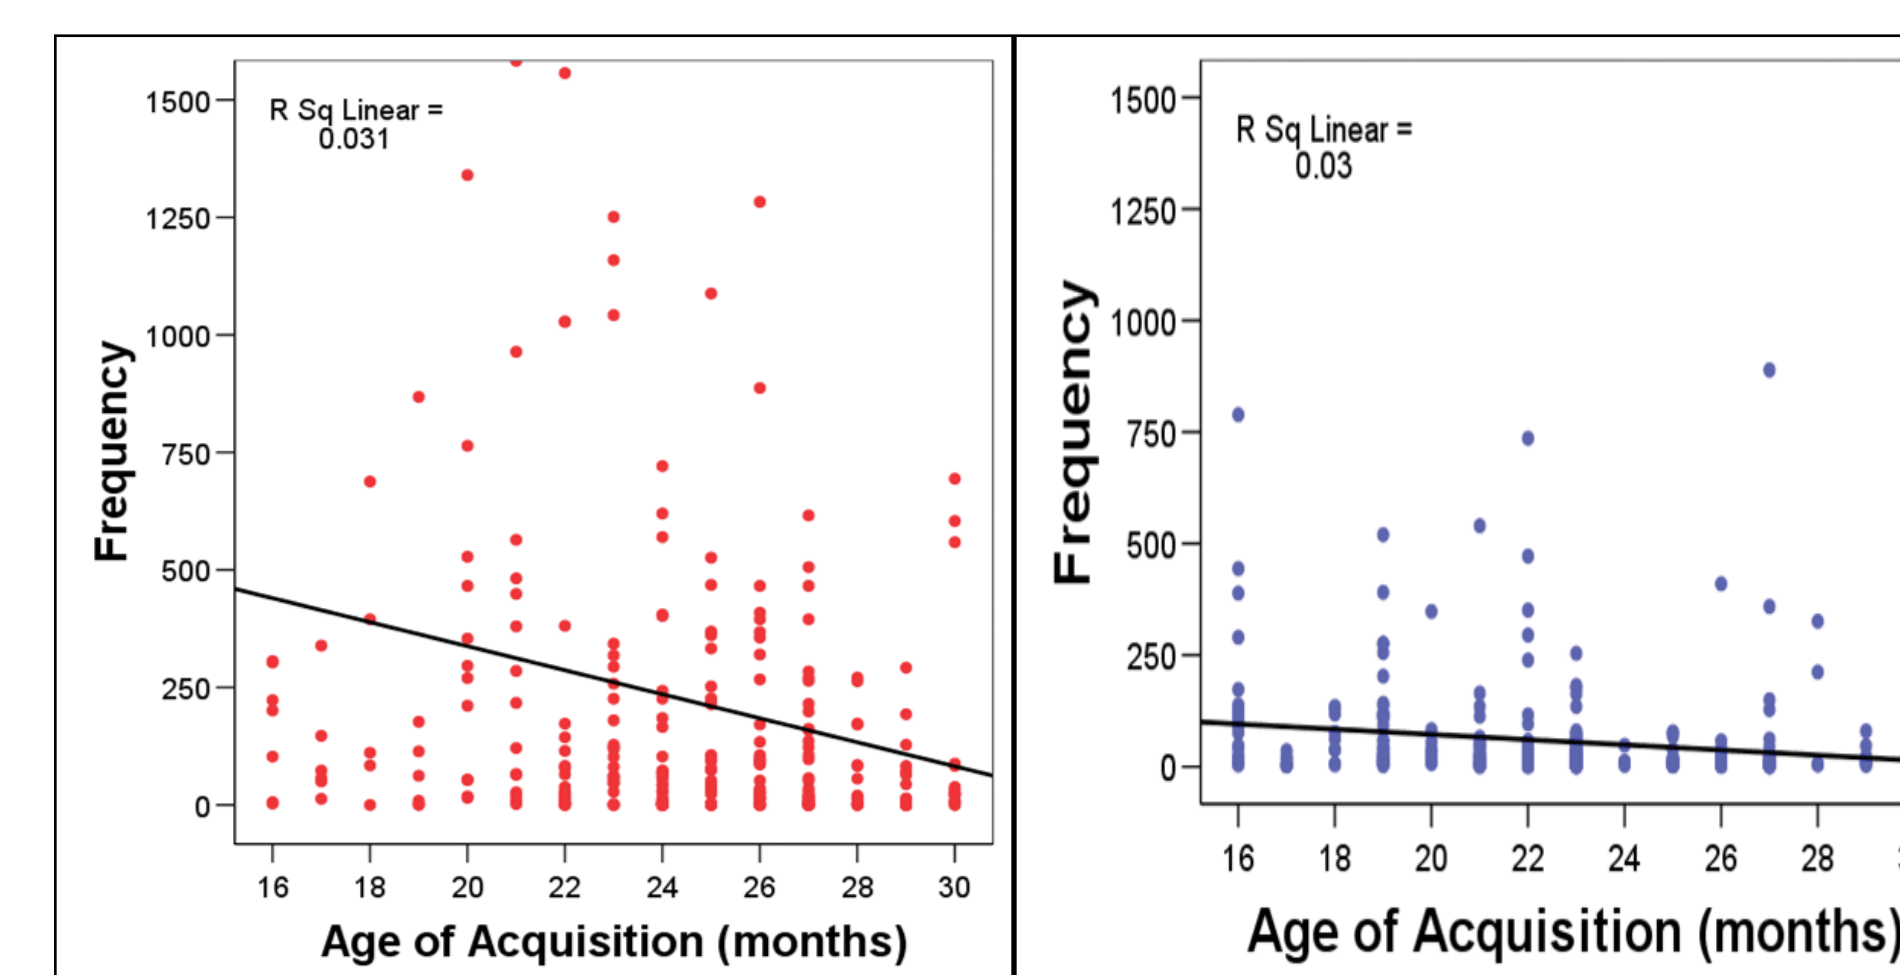 R Sq Linear =
0.031
Frequency
1500
1250
1000
750
500
250
0
16 18 20 22 24 26 28 30
Age of Acquisition (months)
R Sq Linear =
0.03
Frequency
1500
1250
1000
750
500
250
0
16 18 20 22 24 26 28
Age of Acquisition (months)